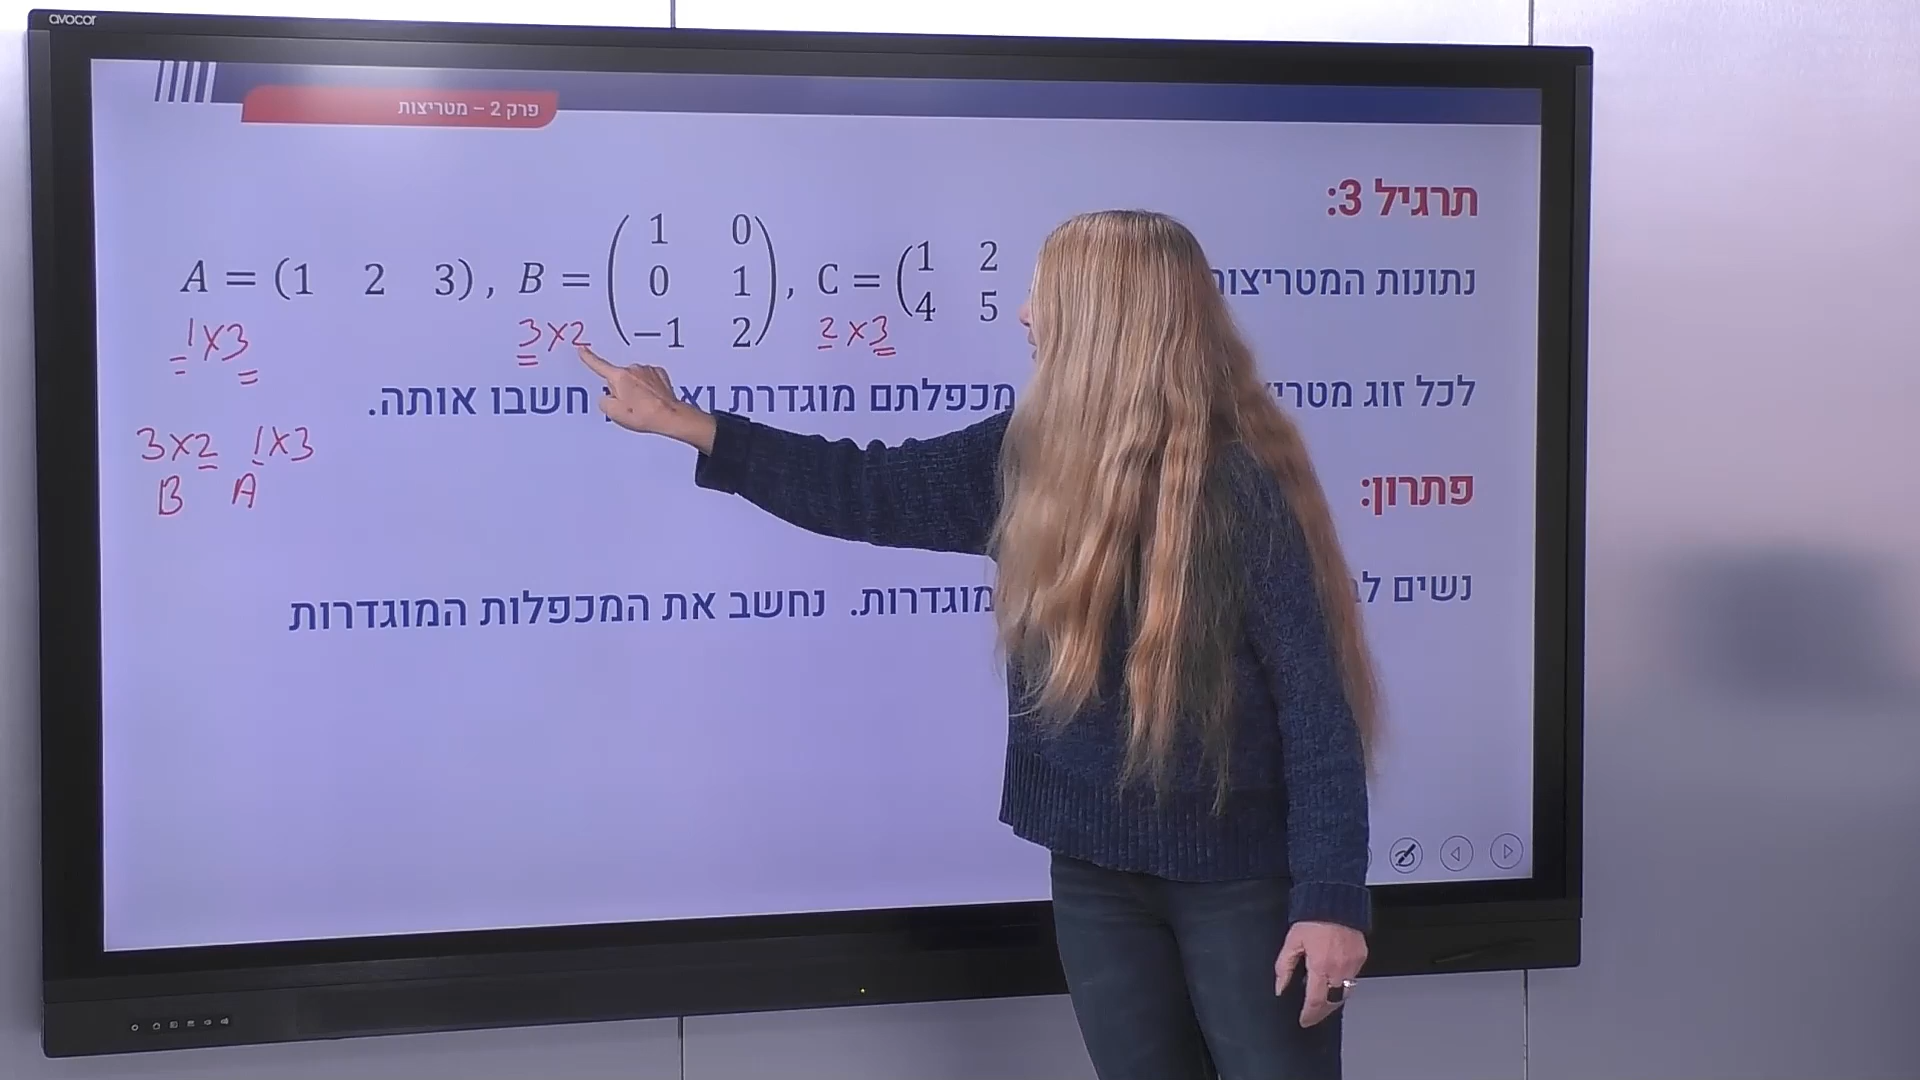 avocor
פרק 2 – מטריצות
תרגיל 3:
נתונות המטריצות
A = (1 2 3), B = ( 1 0
0 1
−1 2 ), C = ( 1 2
4 5
1x3 3x2 2x3
לכל זוג מכפלתם מוגדרת חשבו אותה.
3x2 1x3
B A
פתרון:
נשים מוגדרות. נחשב את המכפלות המוגדרות